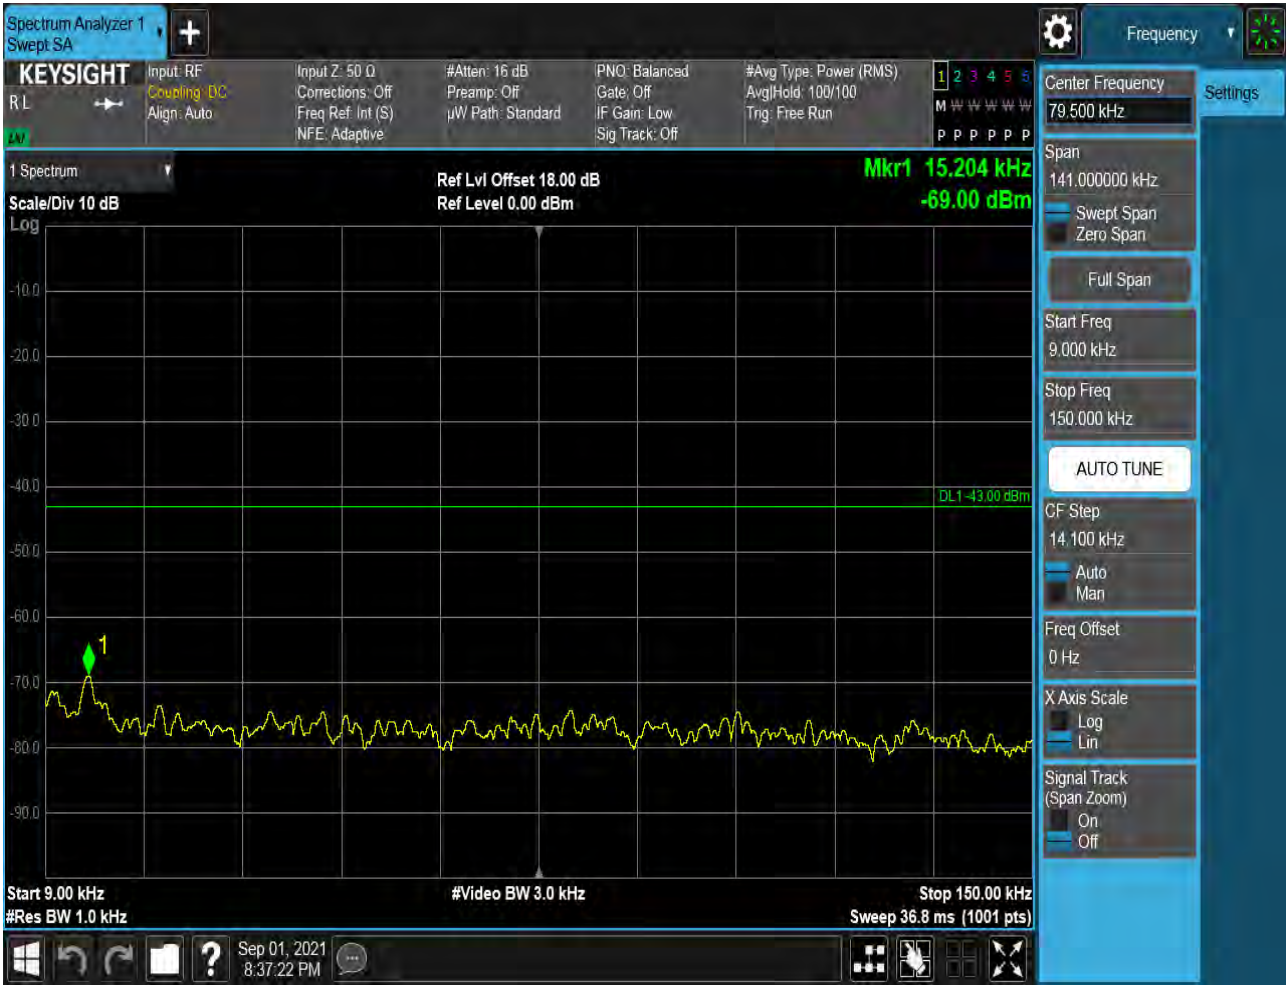 Spectrum Analyzer 1
Swept SA
Frequency
KEYSIGHT
R L
Input: RF
Coupling: DC
Align: Auto
Input Z: 50 Ω
Corrections: Off
Freq Ref: Int (S)
NFE: Adaptive
#Atten: 16 dB
Preamp: Off
µW Path: Standard
PNO: Balanced
Gate: Off
IF Gain: Low
Sig Track: Off
#Avg Type: Power (RMS)
Avg|Hold: 100/100
Trig: Free Run
1 2 3 4 5 6
M W W W W W
P P P P P P
1 Spectrum
Scale/Div 10 dB
Log
Ref Lvl Offset 18.00 dB
Ref Level 0.00 dBm
Mkr1 15.204 kHz
-69.00 dBm
-10.0
-20.0
-30.0
-40.0
DL1 -43.00 dBm
-50.0
-60.0
1
-70.0
-80.0
-90.0
Start 9.00 kHz
#Res BW 1.0 kHz
#Video BW 3.0 kHz
Stop 150.00 kHz
Sweep 36.8 ms (1001 pts)
Sep 01, 2021
8:37:22 PM
Center Frequency
79.500 kHz
Settings
Span
141.000000 kHz
Swept Span
Zero Span
Full Span
Start Freq
9.000 kHz
Stop Freq
150.000 kHz
AUTO TUNE
CF Step
14.100 kHz
Auto
Man
Freq Offset
0 Hz
X Axis Scale
Log
Lin
Signal Track
(Span Zoom)
On
Off